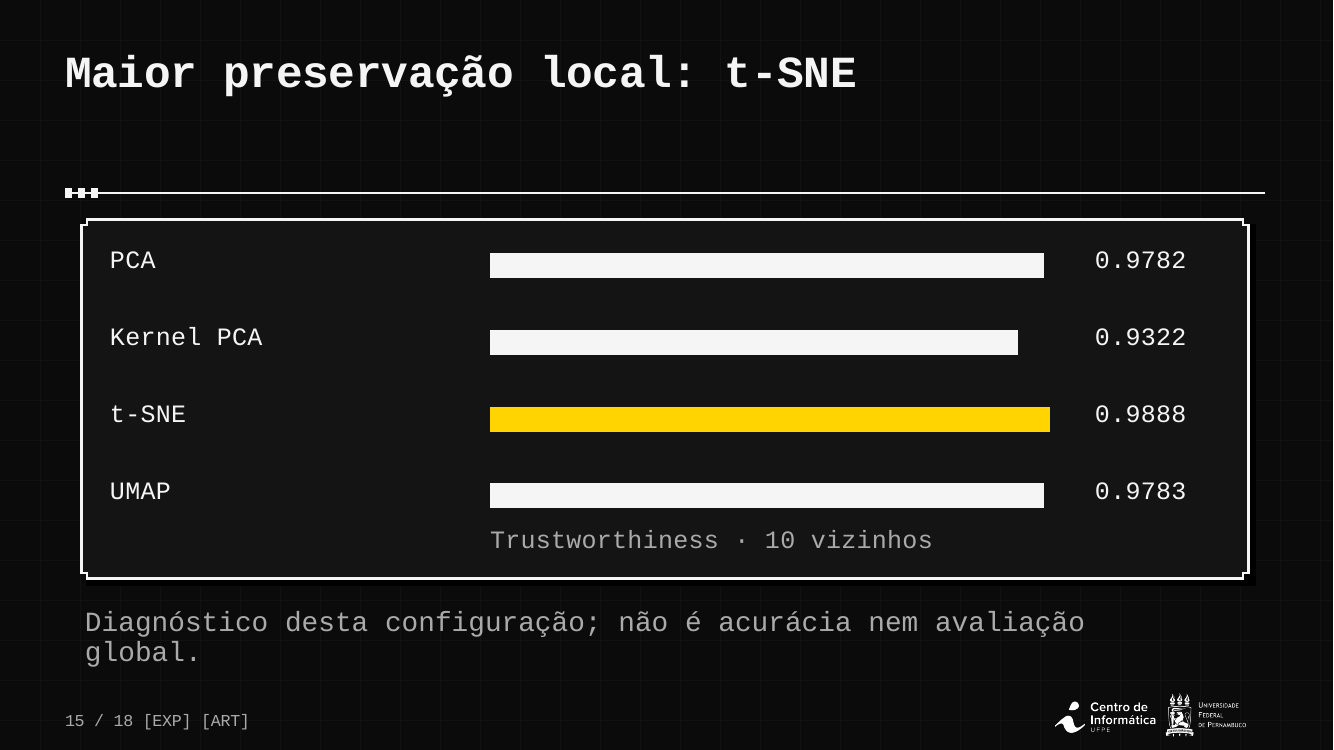 Maior preservação local: t-SNE
PCA 0.9782
Kernel PCA 0.9322
t-SNE 0.9888
UMAP 0.9783
Trustworthiness · 10 vizinhos
Diagnóstico desta configuração; não é acurácia nem avaliação
global.
15 / 18 [EXP] [ART]
Centro de
Informática
UFPE
Universidade
Federal
de Pernambuco